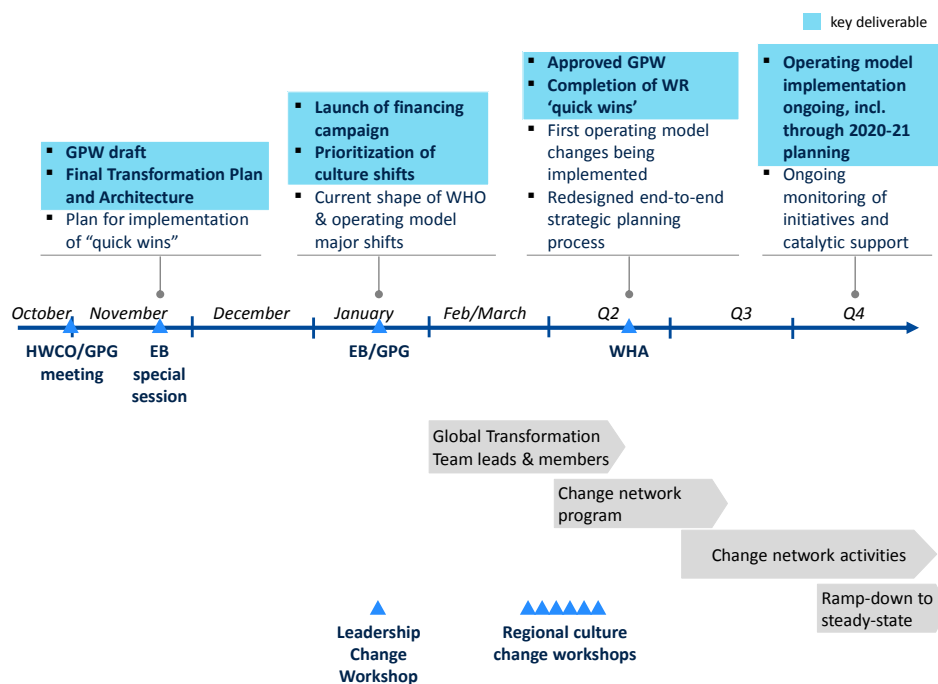 key deliverable
▪ GPW draft
▪ Final Transformation Plan
and Architecture
▪ Plan for implementation
of “quick wins”
▪ Launch of financing
campaign
▪ Prioritization of
culture shifts
▪ Current shape of WHO
& operating model
major shifts
▪ Approved GPW
▪ Completion of WR
‘quick wins’
▪ First operating model
changes being
implemented
▪ Redesigned end-to-end
strategic planning
process
▪ Operating model
implementation
ongoing, incl.
through 2020-21
planning
▪ Ongoing
monitoring of
initiatives and
catalytic support
October
November
December
January
Feb/March
Q2
Q3
Q4
HWCO/GPG
meeting
EB
special
session
EB/GPG
WHA
Global Transformation
Team leads & members
Change network
program
Change network activities
Ramp-down to
steady-state
Leadership
Change
Workshop
Regional culture
change workshops